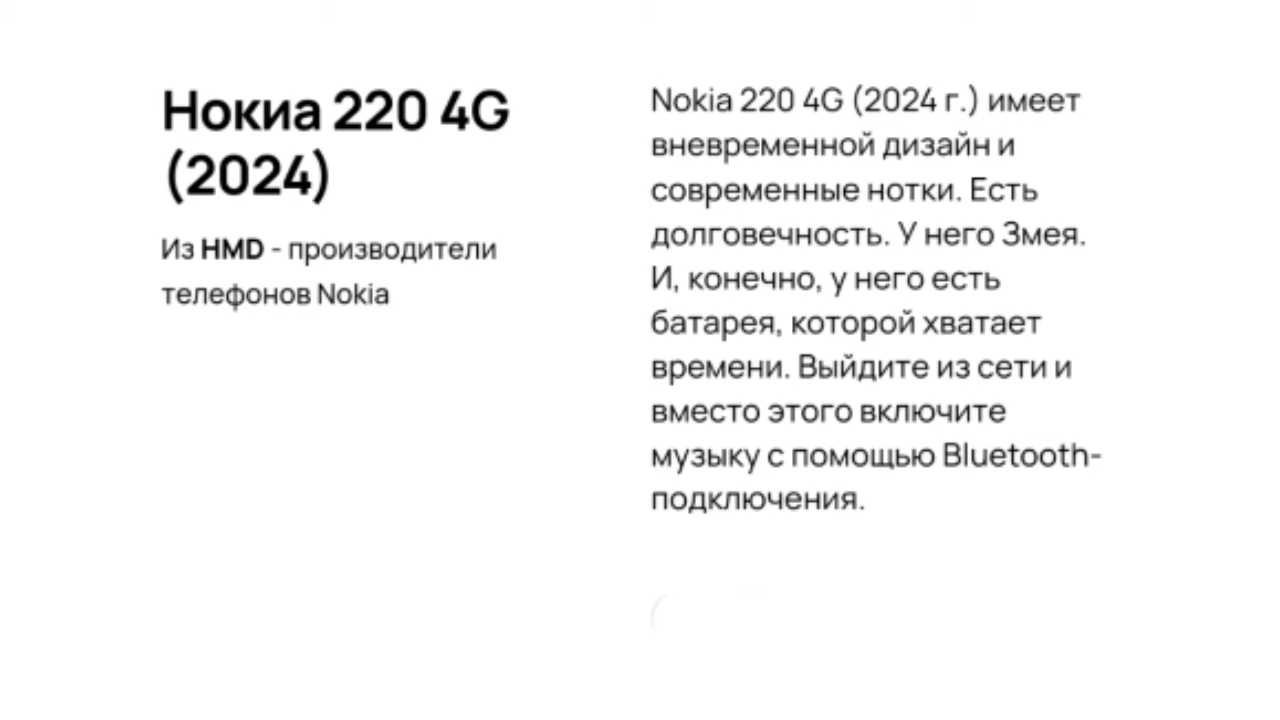 Нокиа 220 4G
(2024)
Из HMD - производители
телефонов Nokia
Nokia 220 4G (2024 г.) имеет
вневременной дизайн и
современные нотки. Есть
долговечность. У него Змея.
И, конечно, у него есть
батарея, которой хватает
времени. Выйдите из сети и
вместо этого включите
музыку с помощью Bluetooth-
подключения.